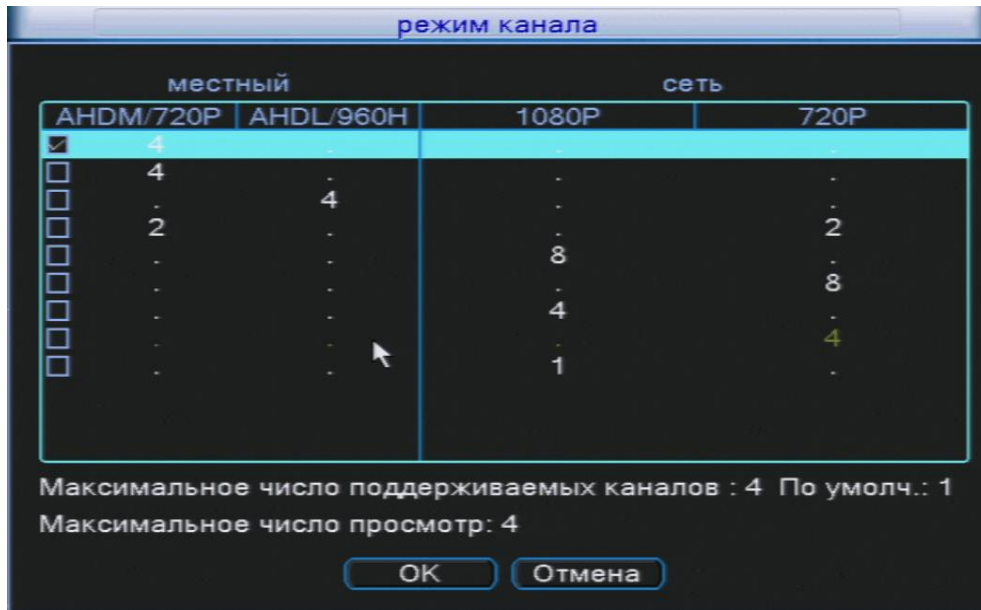 режим канала
местный сеть
AHDM/720P AHDL/960H 1080P 720P
4 . . .
4 . . .
. 4 . .
2 . . 2
. . 8 .
. . . 8
. . 4 .
. . . 4
. . 1 .
Максимальное число поддерживаемых каналов : 4 По умолч.: 1
Максимальное число просмотр: 4
OK Отмена